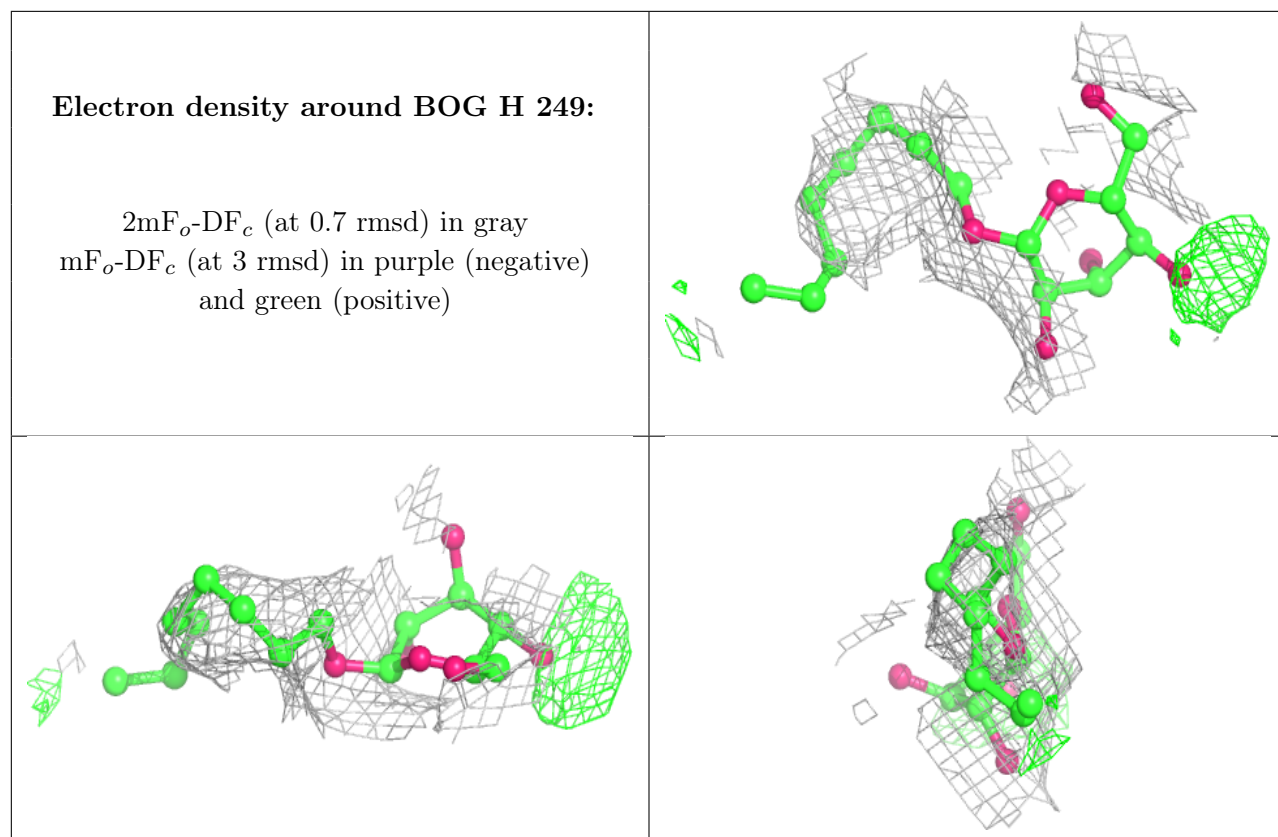 Electron density around BOG H 249:
2mFo-DFc (at 0.7 rmsd) in gray
mFo-DFc (at 3 rmsd) in purple (negative)
and green (positive)